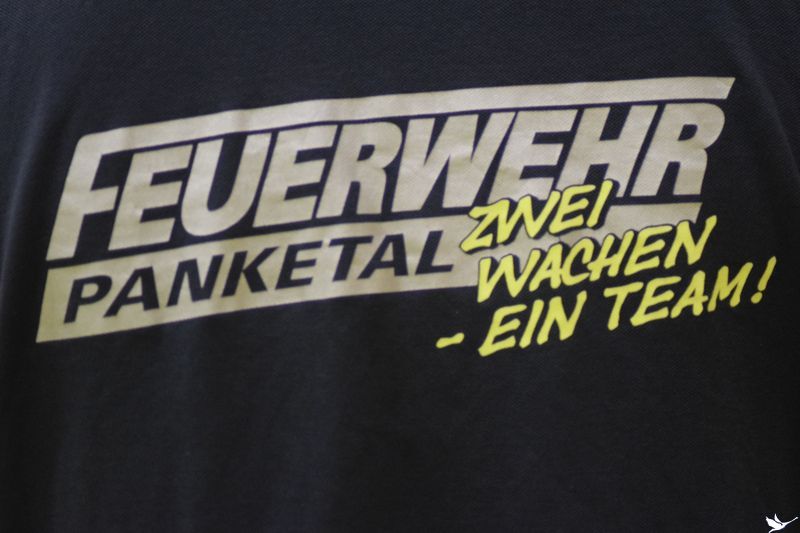 FEUERWEHR
PANKETAL
ZWEI
WACHEN
- EIN TEAM!